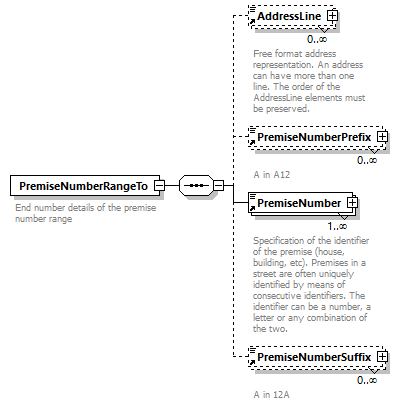 AddressLine
0..∞
Free format address
representation. An address
can have more than one
line. The order of the
AddressLine elements must
be preserved.
PremiseNumberPrefix
0..∞
A in A12
PremiseNumberRangeTo
End number details of the premise
number range
PremiseNumber
1..∞
Specification of the identifier
of the premise (house,
building, etc). Premises in a
street are often uniquely
identified by means of
consecutive identifiers. The
identifier can be a number, a
letter or any combination of
the two.
PremiseNumberSuffix
0..∞
A in 12A